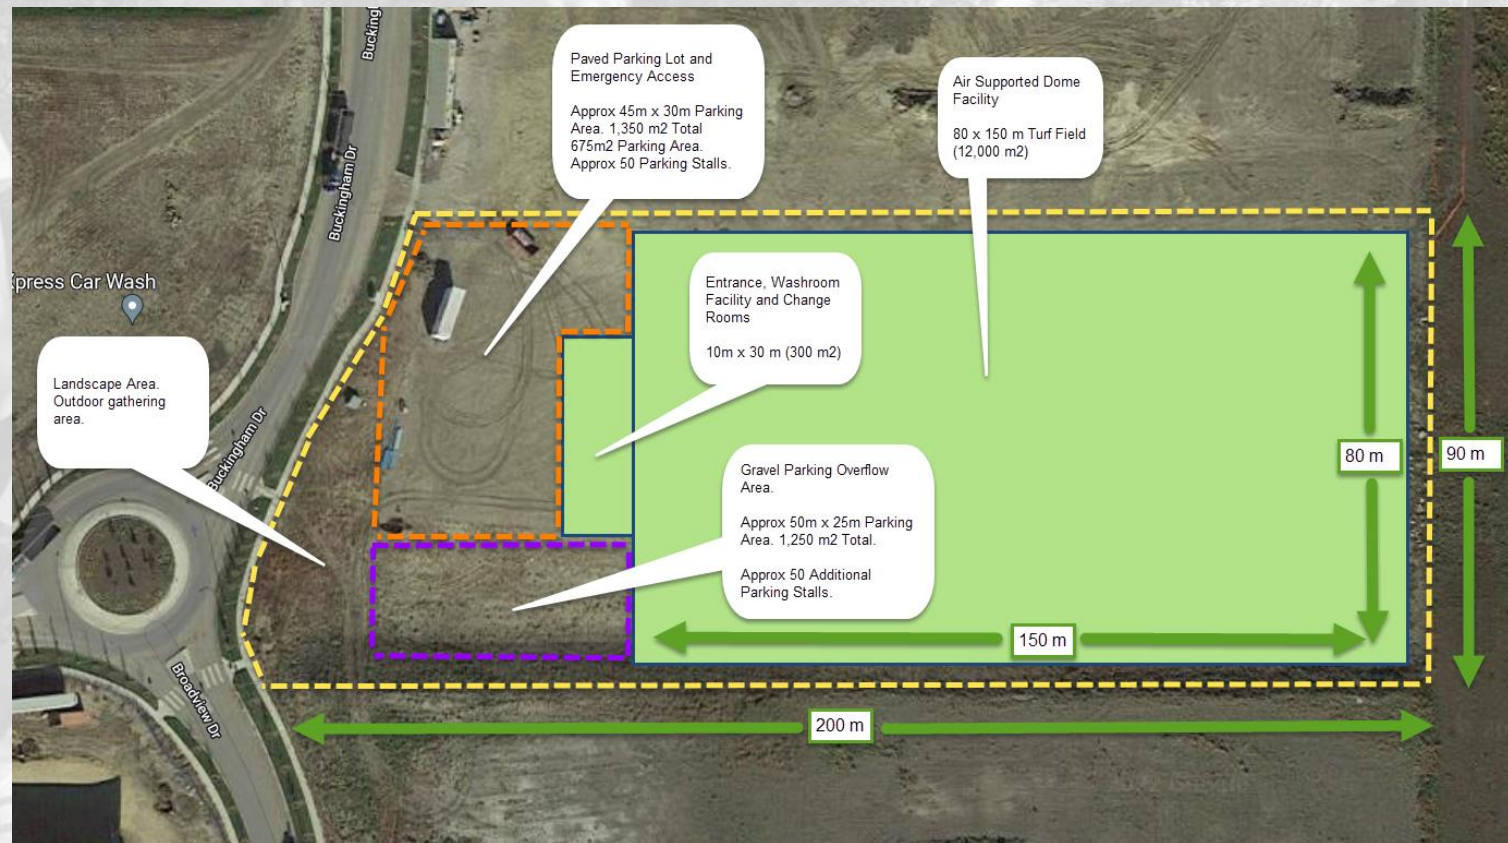 Buckingl
Paved Parking Lot and
Emergency Access
Approx 45m x 30m Parking
Area. 1,350 m2 Total
675m2 Parking Area.
Approx 50 Parking Stalls.
Air Supported Dome
Facility
80 x 150 m Turf Field
(12,000 m2)
Buckingham Dr
xpress Car Wash
Entrance, Washroom
Facility and Change
Rooms
10m x 30 m (300 m2)
Landscape Area.
Outdoor gathering
area.
Buckingham Dr
Gravel Parking Overflow
Area.
Approx 50m x 25m Parking
Area. 1,250 m2 Total.
Approx 50 Additional
Parking Stalls.
80 m
90 m
150 m
Broadview Dr
200 m